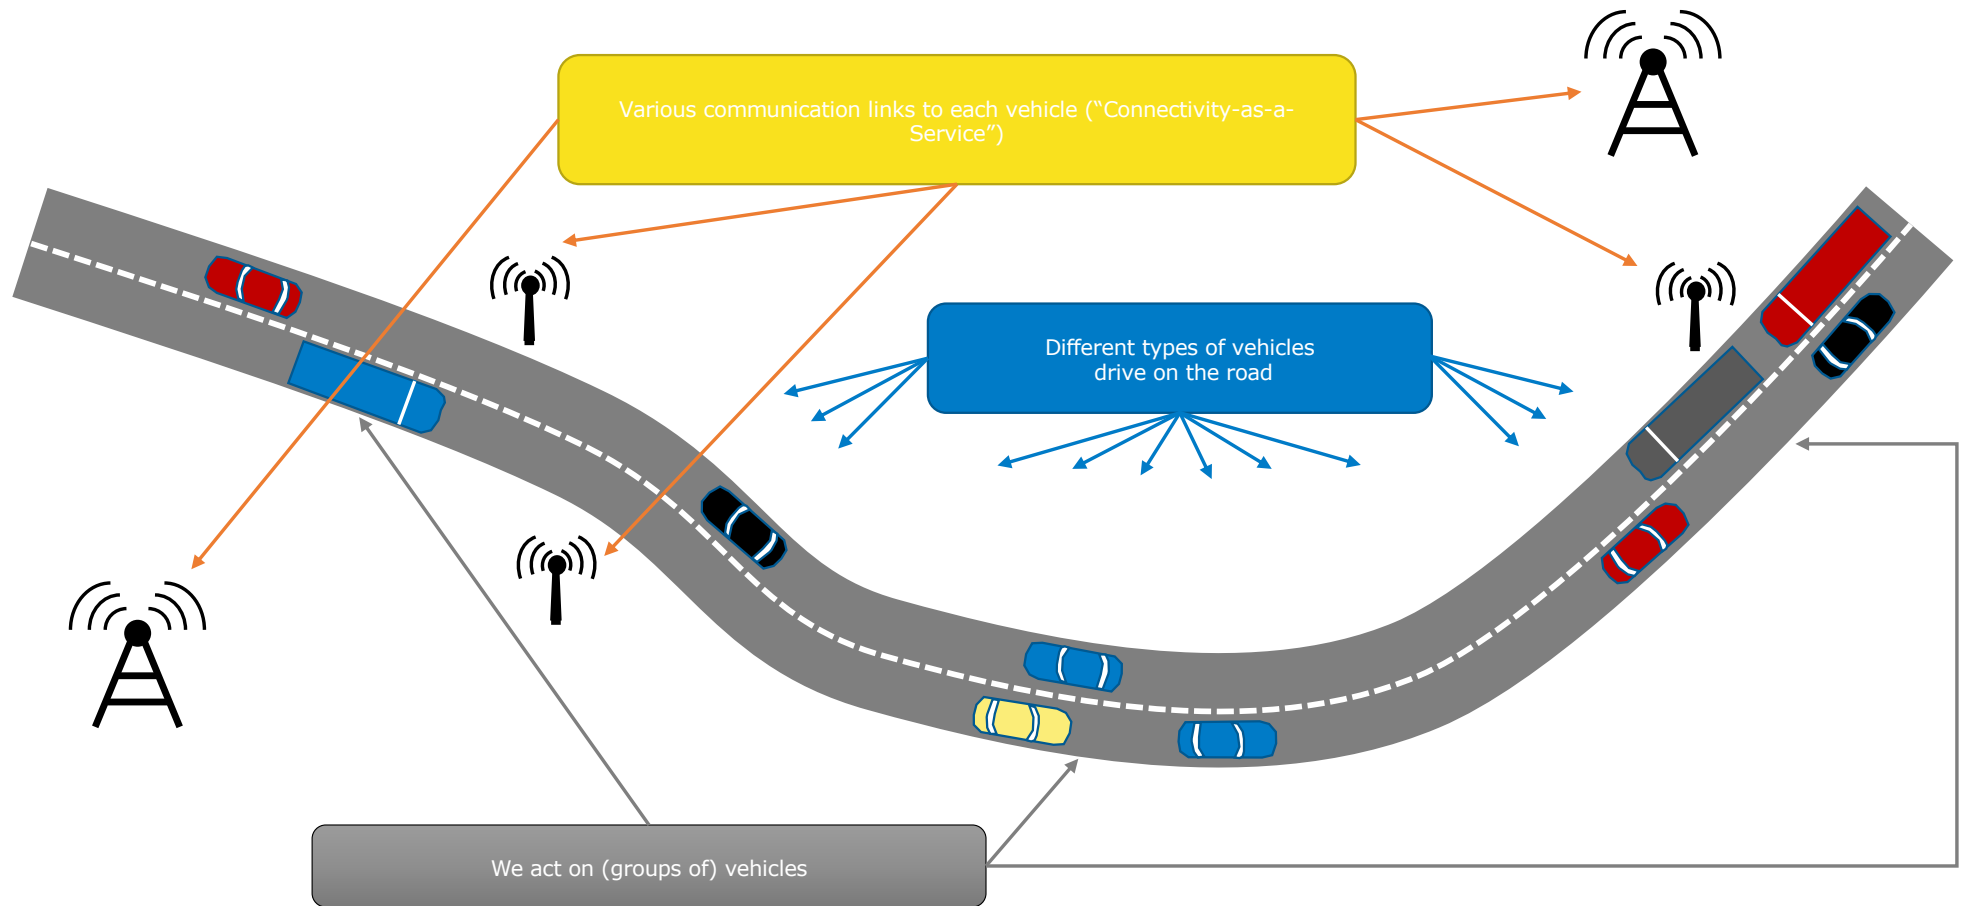 Various communication links to each vehicle (“Connectivity-as-a-
Service”)
Different types of vehicles
drive on the road
We act on (groups of) vehicles